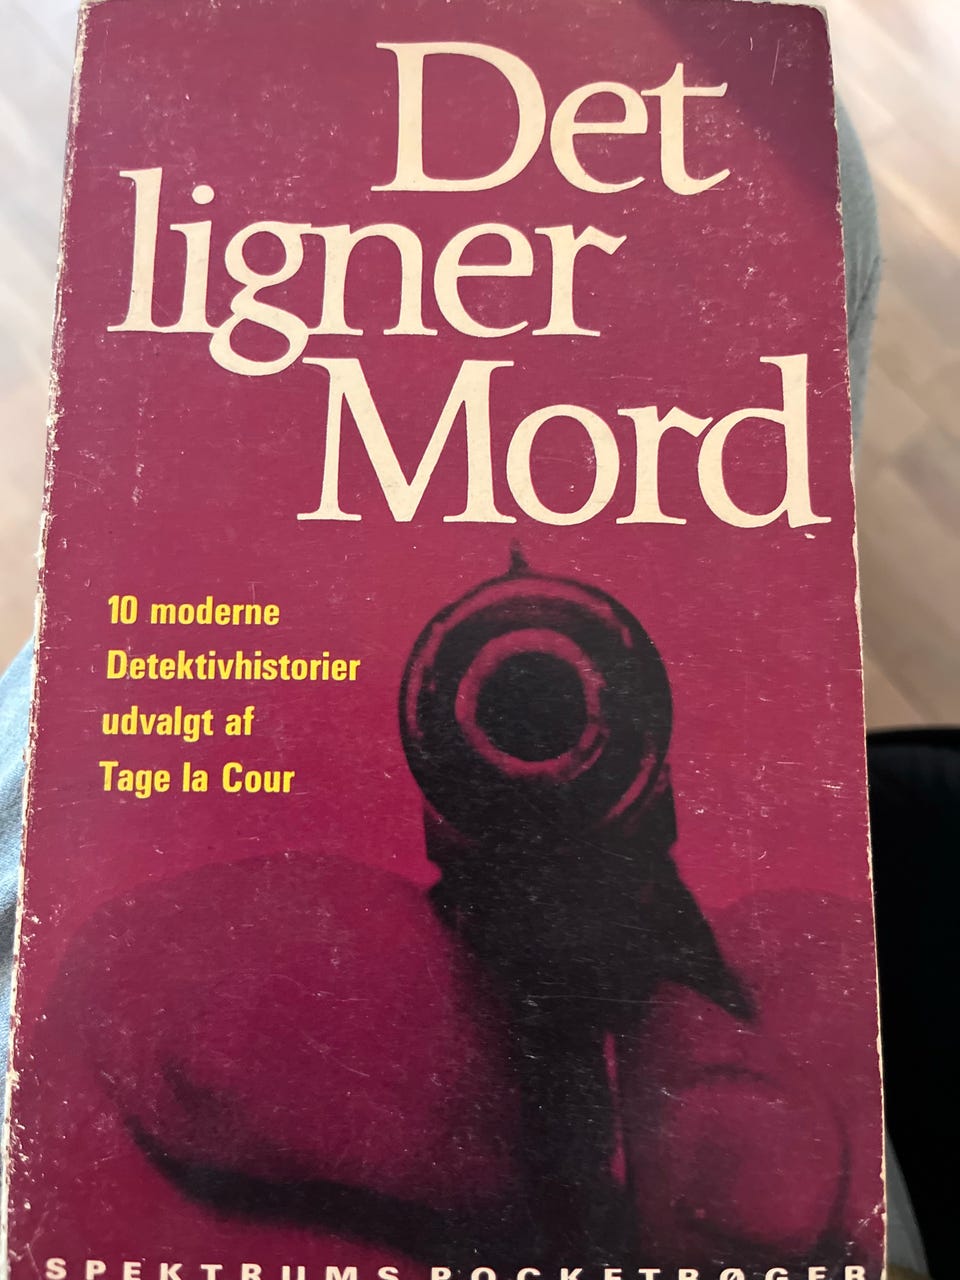 Det
ligner
Mord
10 moderne
Detektivhistorier
udvalgt af
Tage la Cour
SPEKTRUMS POCKETBØGER